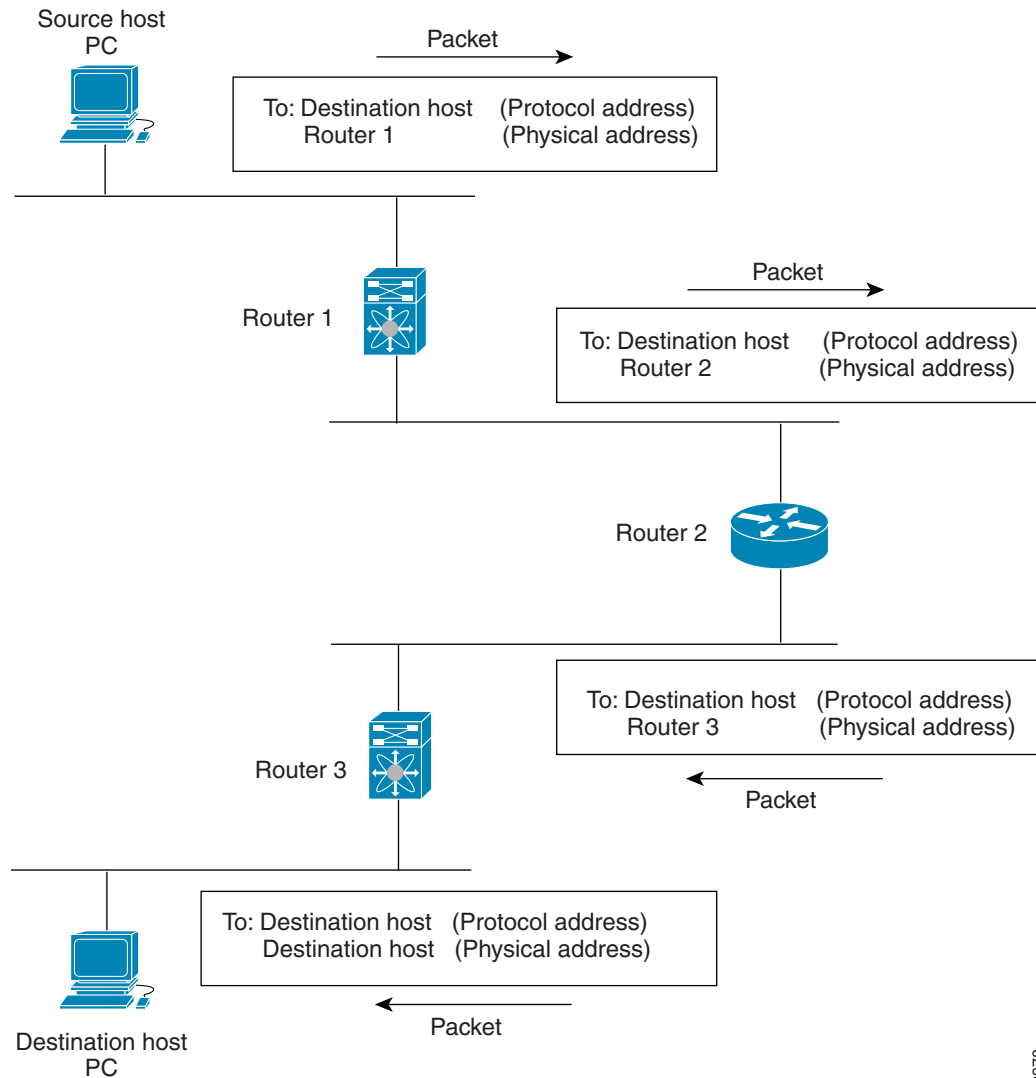 Source host
PC
Packet
To: Destination host (Protocol address)
Router 1 (Physical address)
Router 1
Packet
To: Destination host (Protocol address)
Router 2 (Physical address)
Router 2
To: Destination host (Protocol address)
Router 3 (Physical address)
Router 3
Packet
To: Destination host (Protocol address)
Destination host (Physical address)
Packet
Destination host
PC